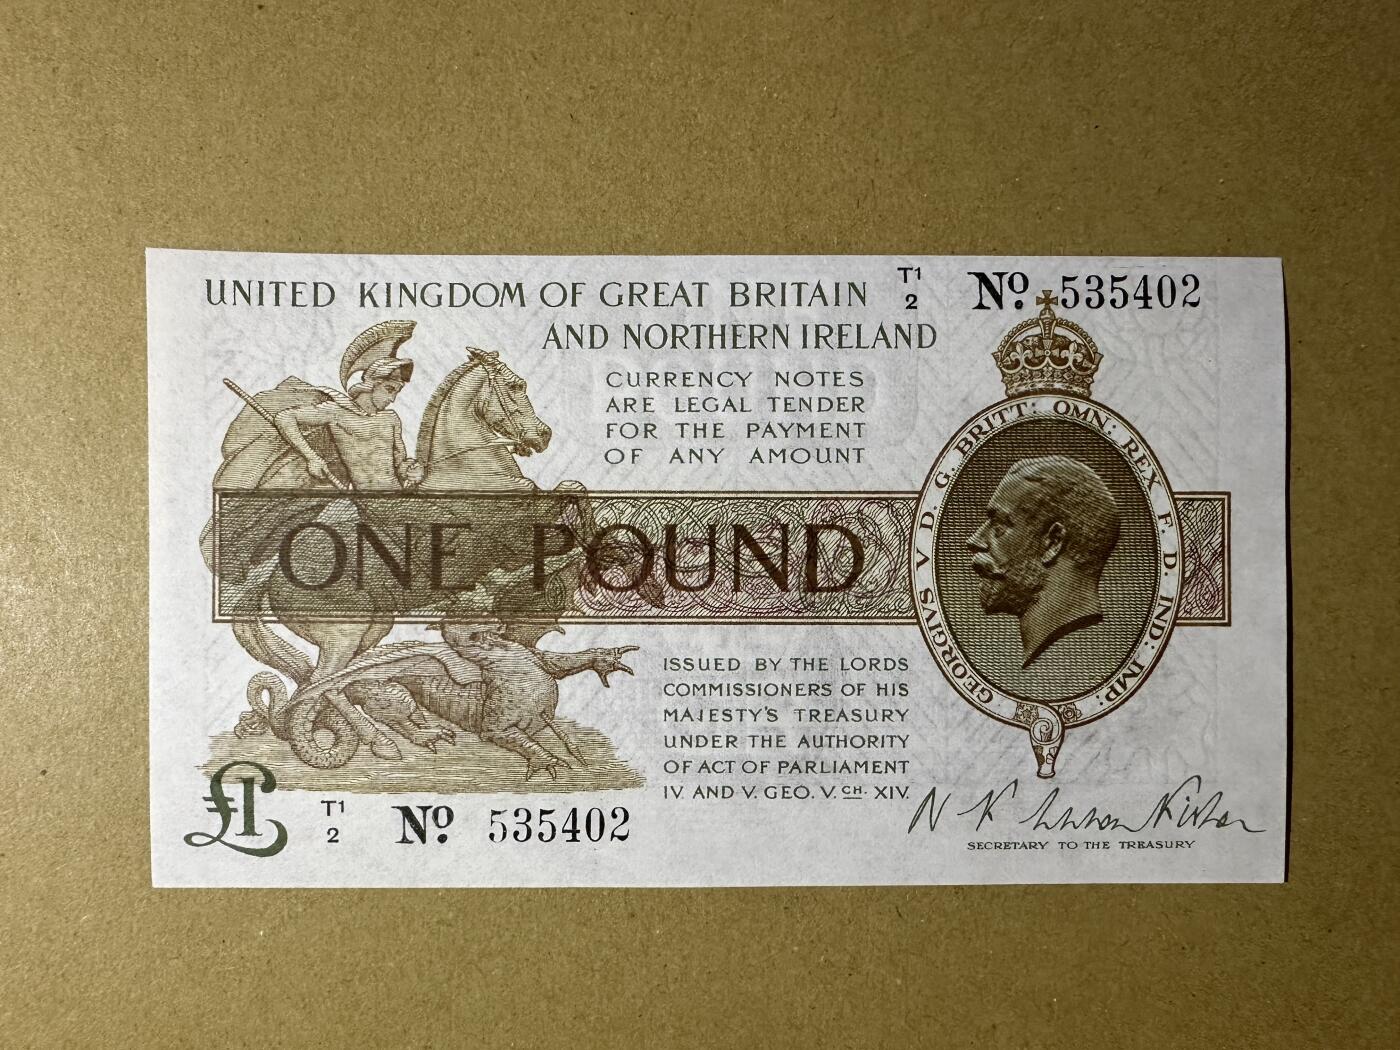 UNITED KINGDOM OF GREAT BRITAIN T1/2 Nº 535402
AND NORTHERN IRELAND
CURRENCY NOTES
ARE LEGAL TENDER
FOR THE PAYMENT
OF ANY AMOUNT
GEORGIVS V D. G. BRITT: OMN: REX F. D. IND: IMP:
ONE POUND
ISSUED BY THE LORDS
COMMISSIONERS OF HIS
MAJESTY'S TREASURY
UNDER THE AUTHORITY
OF ACT OF PARLIAMENT
IV. AND V. GEO. V. CH. XIV.
£1 T1/2 Nº 535402
SECRETARY TO THE TREASURY